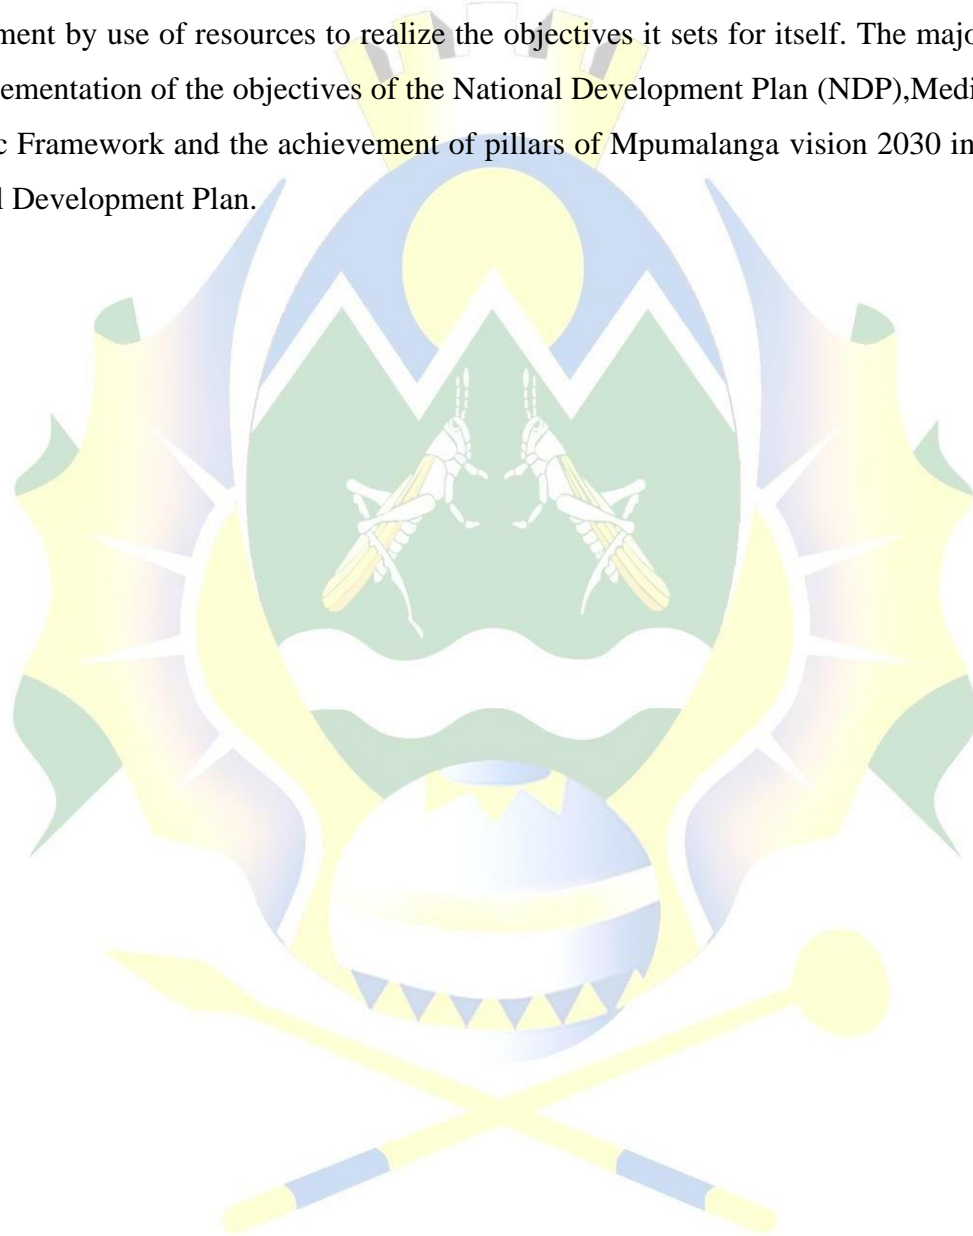 ment by use of resources to realize the objectives it sets for itself. The majo
ementation of the objectives of the National Development Plan (NDP),Medi
c Framework and the achievement of pillars of Mpumalanga vision 2030 in
l Development Plan.